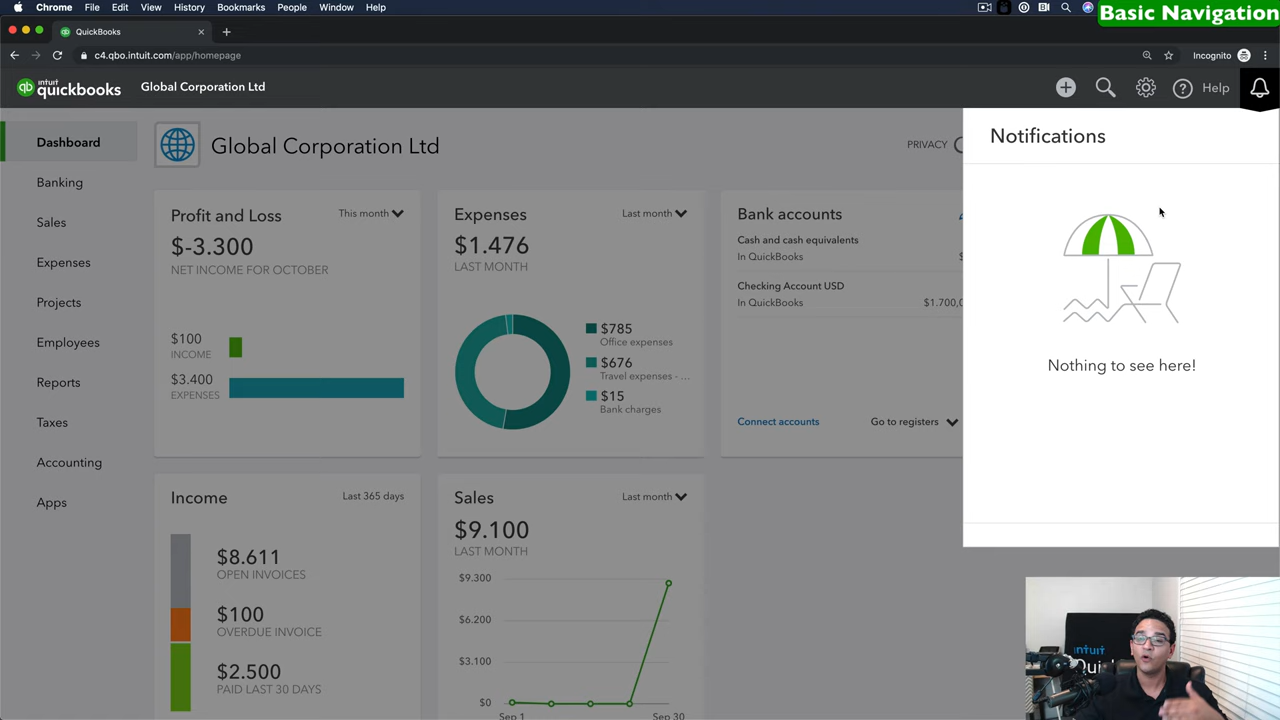 Chrome File Edit View History Bookmarks People Window Help
Basic Navigation
QuickBooks
c4.qbo.intuit.com/app/homepage
Incognito
intuit quickbooks
Global Corporation Ltd
Help
Dashboard
Banking
Sales
Expenses
Projects
Employees
Reports
Taxes
Accounting
Apps
Global Corporation Ltd
PRIVACY
Profit and Loss
This month
$-3.300
NET INCOME FOR OCTOBER
$100
INCOME
$3.400
EXPENSES
Expenses
Last month
$1.476
LAST MONTH
$785
Office expenses
$676
Travel expenses - ...
$15
Bank charges
Bank accounts
Cash and cash equivalents
In QuickBooks
$
Checking Account USD
In QuickBooks
$1.700,0
Connect accounts
Go to registers
Income
Last 365 days
$8.611
OPEN INVOICES
$100
OVERDUE INVOICE
$2.500
PAID LAST 30 DAYS
Sales
Last month
$9.100
LAST MONTH
$9.300
$6.200
$3.100
$0
Sep 1
Sep 30
Notifications
Nothing to see here!
intuit